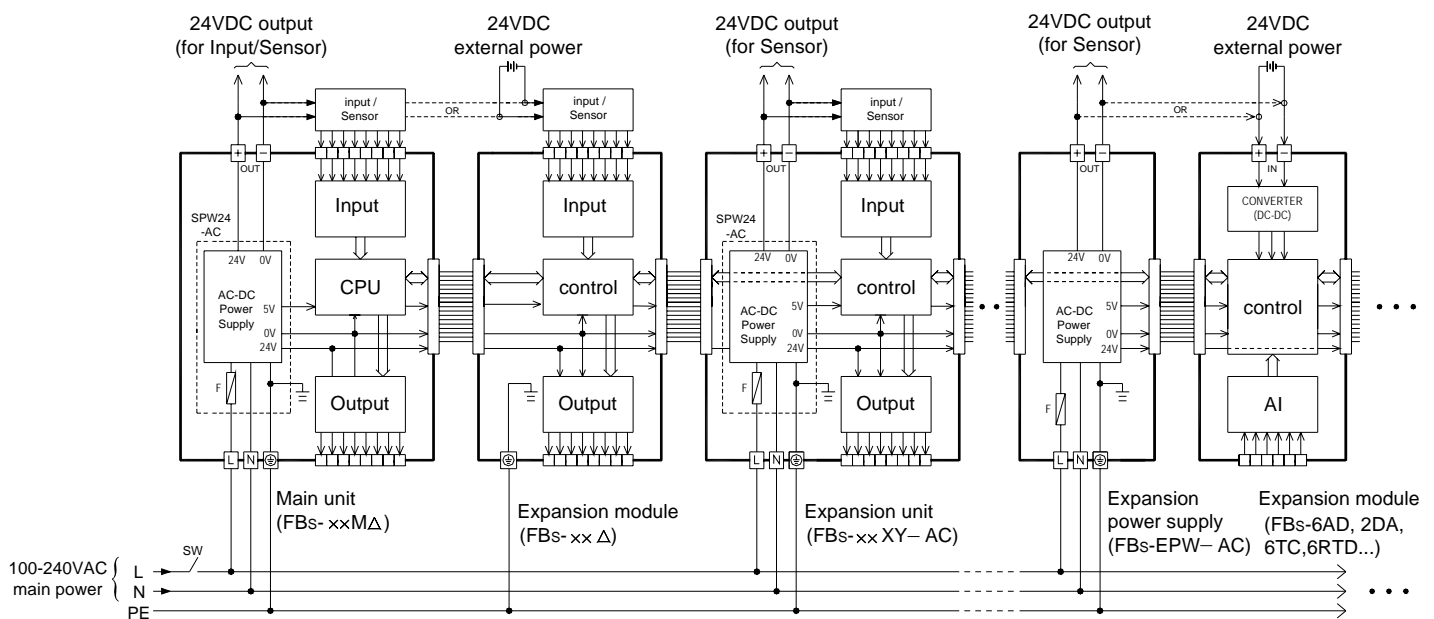 24VDC output
(for Input/Sensor)
24VDC
external power
24VDC output
(for Sensor)
24VDC output
(for Sensor)
24VDC
external power
input /
Sensor
OR
input /
Sensor
input /
Sensor
OR
+
−
OUT
+
−
OUT
+
−
OUT
+
−
IN
SPW24
-AC
24V
0V
AC-DC
Power
Supply
5V
0V
24V
F
Input
CPU
Output
L
N
Input
control
Output
SPW24
-AC
24V
0V
AC-DC
Power
Supply
5V
0V
24V
F
Input
control
Output
L
N
24V
0V
AC-DC
Power
Supply
5V
0V
24V
F
L
N
CONVERTER
(DC-DC)
control
AI
Main unit
(FBs- ××MΔ)
Expansion module
(FBs- ×× Δ)
Expansion unit
(FBs-×× XY– AC)
Expansion
power supply
(FBs-EPW– AC)
Expansion module
(FBs-6AD, 2DA,
6TC,6RTD...)
100-240VAC
main power
L
N
PE
SW